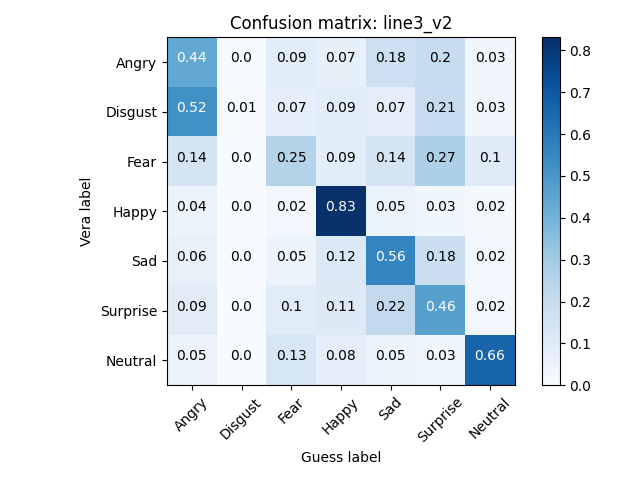 Confusion matrix: line3_v2
Vera label
Angry 0.44 0.0 0.09 0.07 0.18 0.2 0.03
Disgust 0.52 0.01 0.07 0.09 0.07 0.21 0.03
Fear 0.14 0.0 0.25 0.09 0.14 0.27 0.1
Happy 0.04 0.0 0.02 0.83 0.05 0.03 0.02
Sad 0.06 0.0 0.05 0.12 0.56 0.18 0.02
Surprise 0.09 0.0 0.1 0.11 0.22 0.46 0.02
Neutral 0.05 0.0 0.13 0.08 0.05 0.03 0.66
Angry Disgust Fear Happy Sad Surprise Neutral
Guess label
0.8
0.7
0.6
0.5
0.4
0.3
0.2
0.1
0.0